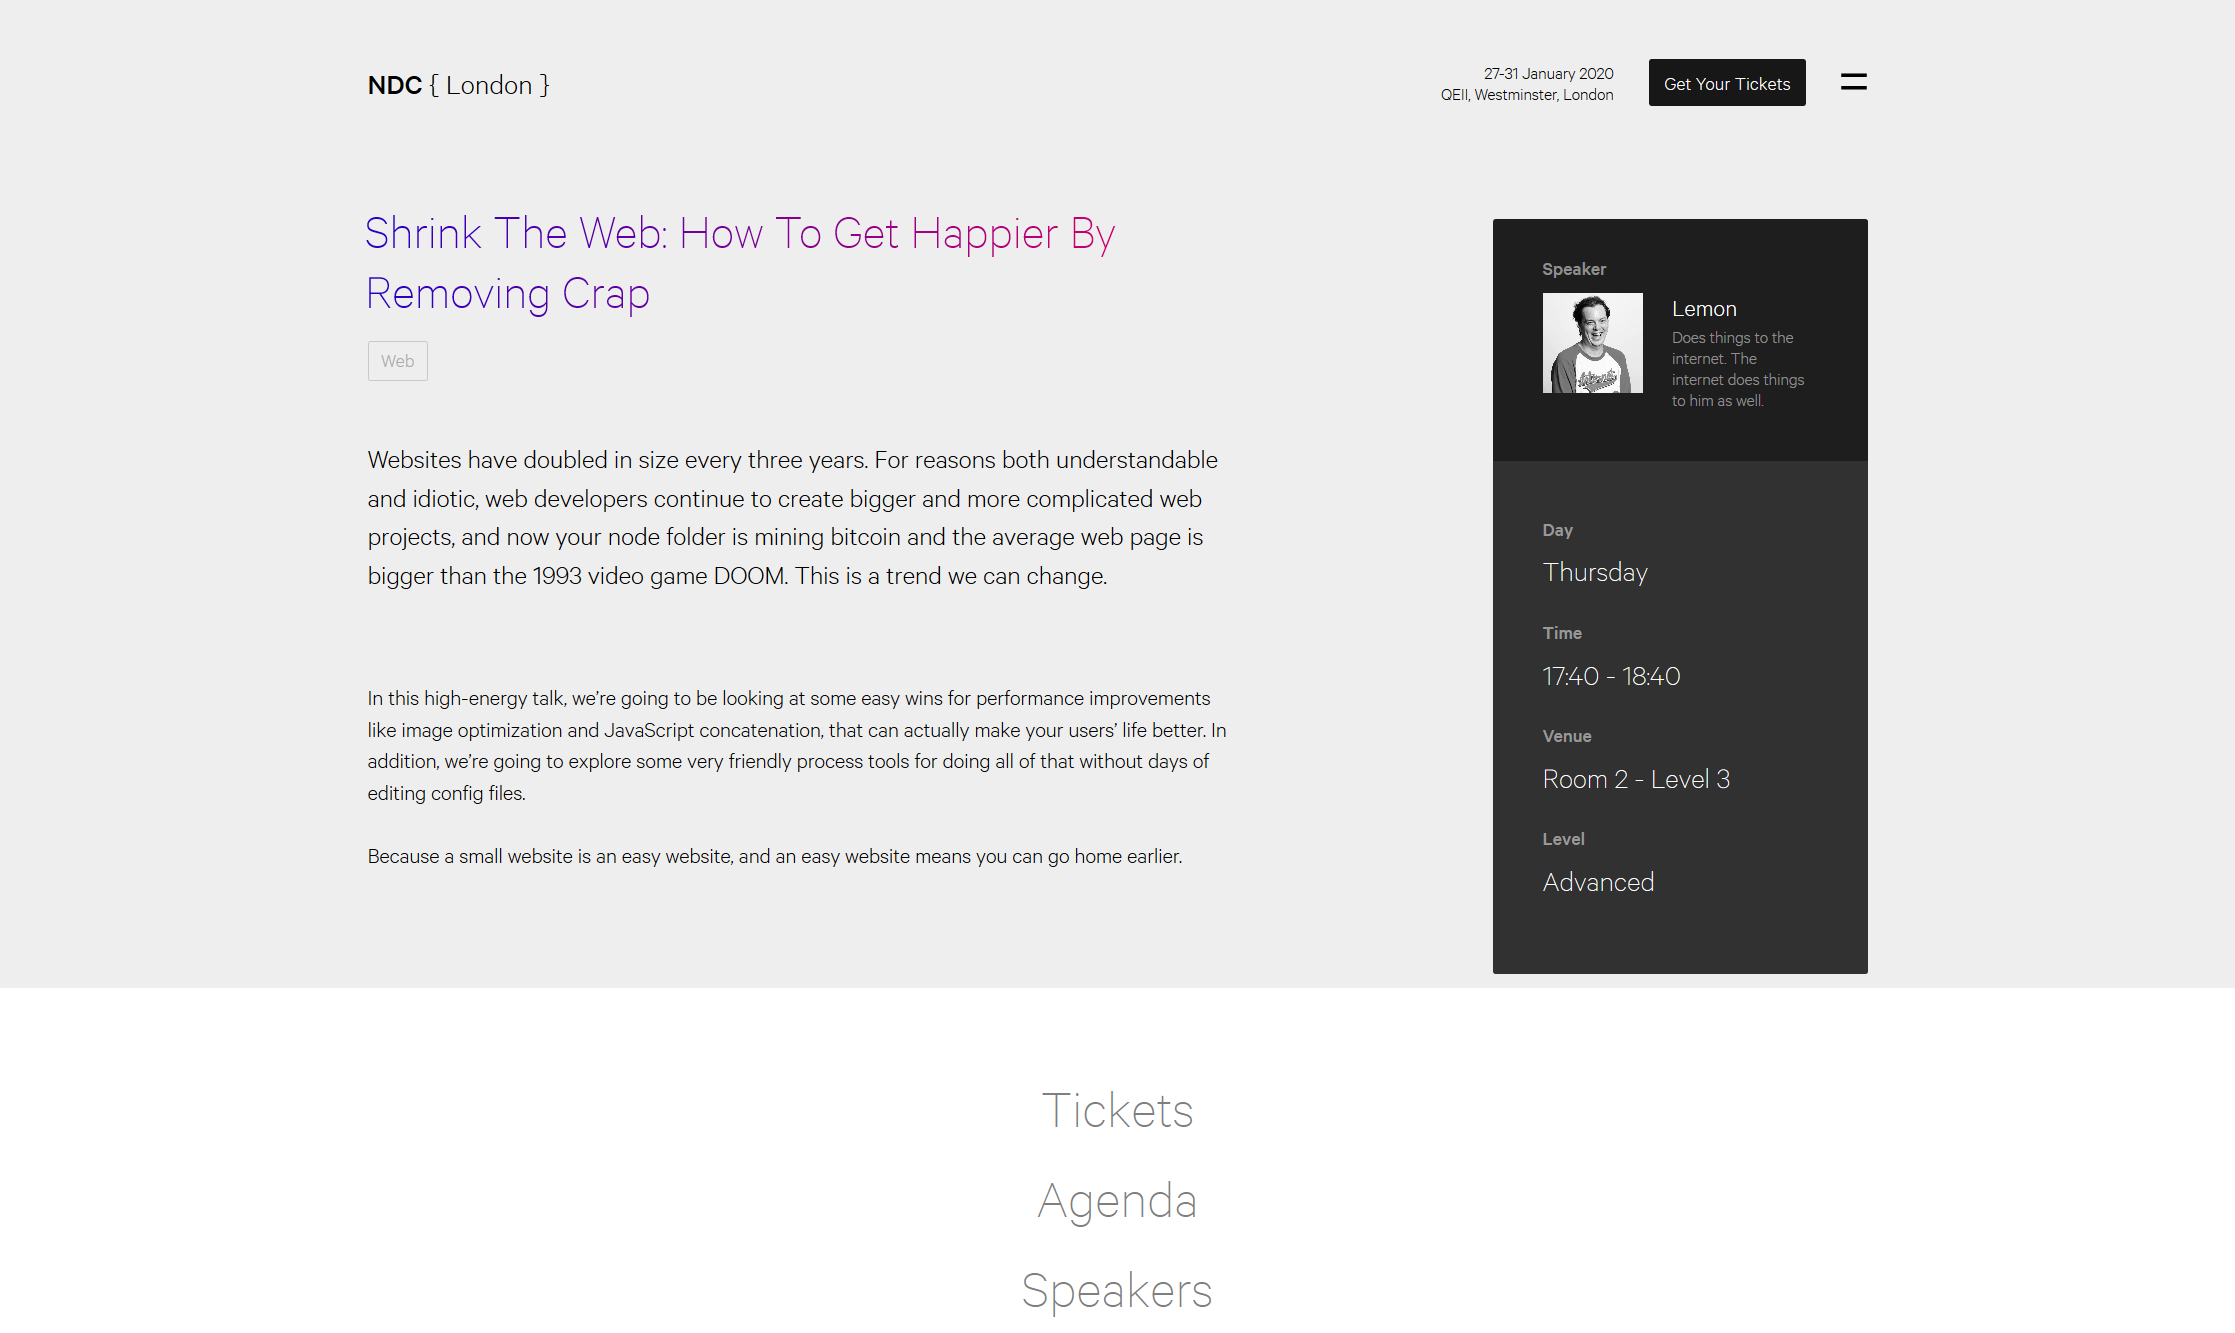 NDC { London }
27-31 January 2020
QEII, Westminster, London
Get Your Tickets
Shrink The Web: How To Get Happier By
Removing Crap
Web
Websites have doubled in size every three years. For reasons both understandable
and idiotic, web developers continue to create bigger and more complicated web
projects, and now your node folder is mining bitcoin and the average web page is
bigger than the 1993 video game DOOM. This is a trend we can change.
In this high-energy talk, we’re going to be looking at some easy wins for performance improvements
like image optimization and JavaScript concatenation, that can actually make your users’ life better. In
addition, we’re going to explore some very friendly process tools for doing all of that without days of
editing config files.
Because a small website is an easy website, and an easy website means you can go home earlier.
Speaker
Lemon
Does things to the
internet. The
internet does things
to him as well.
Day
Thursday
Time
17:40 - 18:40
Venue
Room 2 - Level 3
Level
Advanced
Tickets
Agenda
Speakers